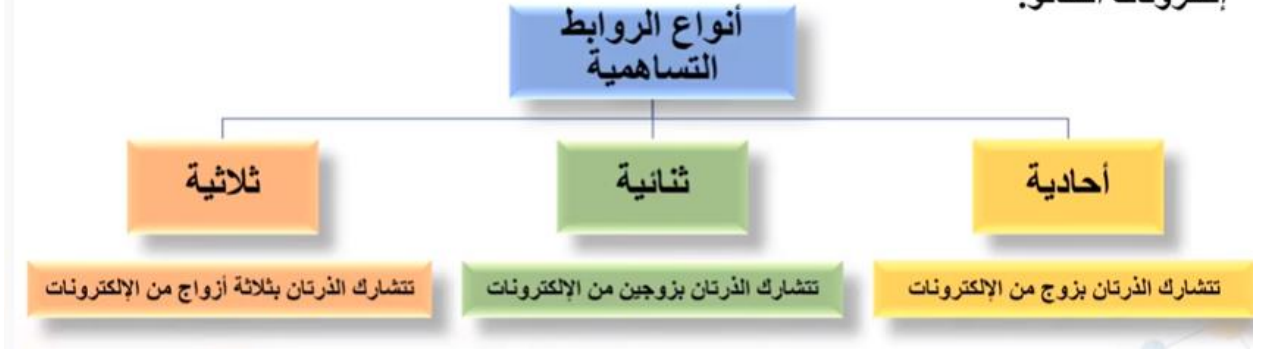 أنواع الروابط
التساهمية
أحادية
ثنائية
ثلاثية
تتشارك الذرتان بزوج من الإلكترونات
تتشارك الذرتان بزوجين من الإلكترونات
تتشارك الذرتان بثلاثة أزواج من الإلكترونات